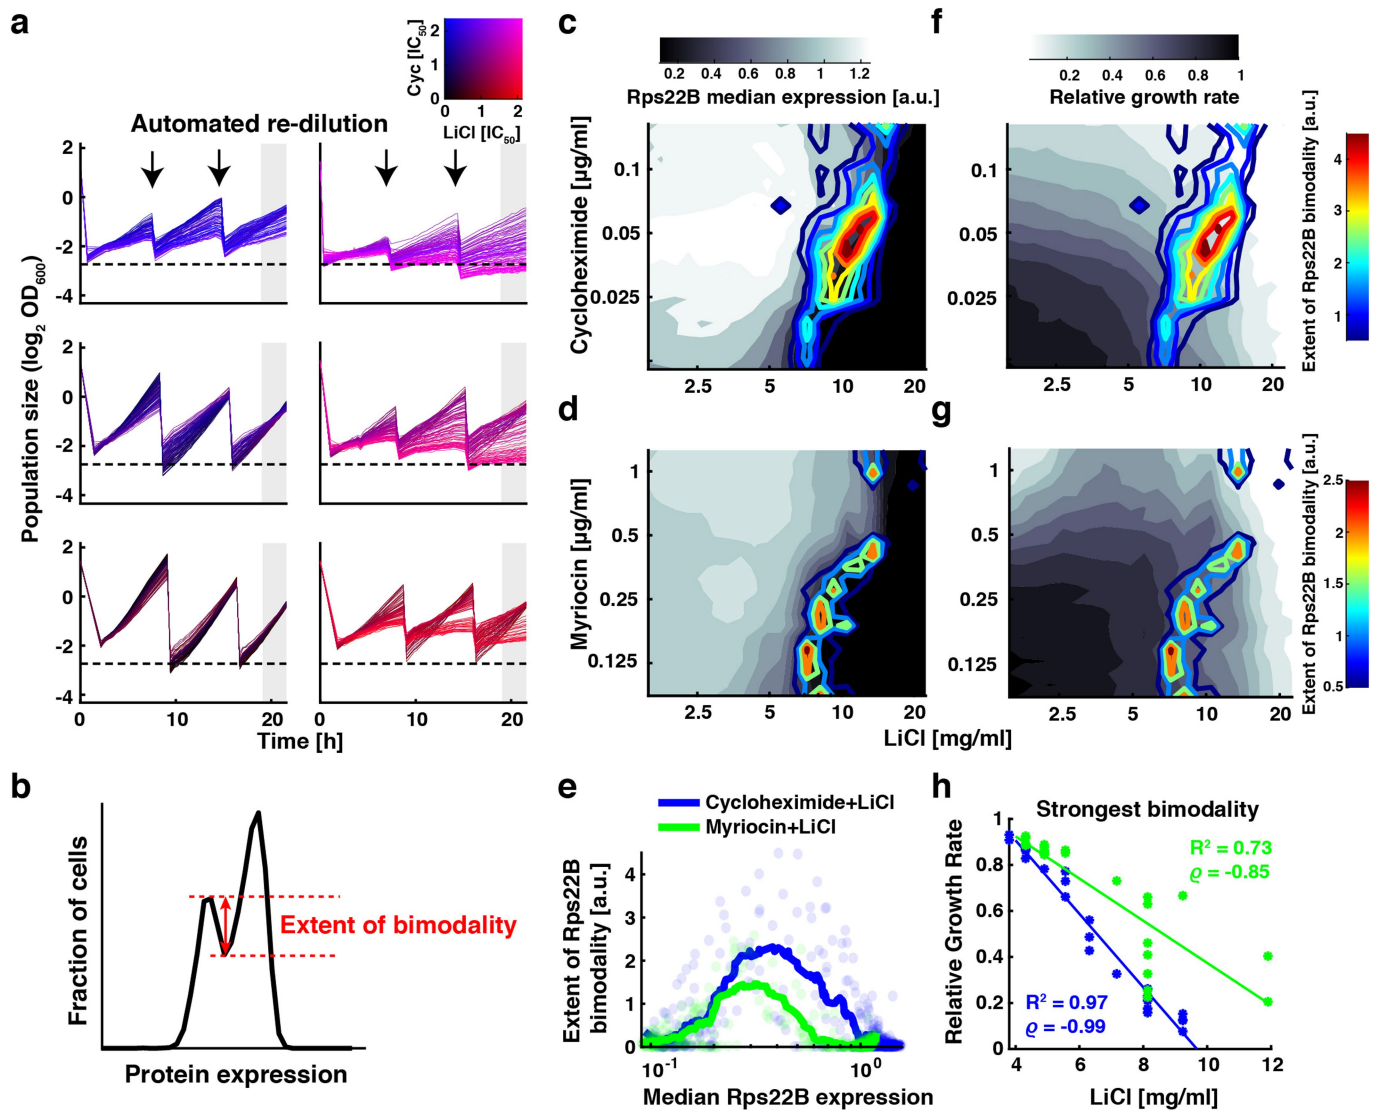 a
Cyc [IC50]
2
1
0
0 1 2
LiCl [IC50]
Automated re-dilution
Population size (log2 OD600)
2
0
-2
-4
2
0
-2
-4
2
0
-2
-4
0 10 20
0 10 20
Time [h]
b
Fraction of cells
Extent of bimodality
Protein expression
c
0.2 0.4 0.6 0.8 1 1.2
Rps22B median expression [a.u.]
Cycloheximide [µg/ml]
0.1
0.05
0.025
2.5 5 10 20
d
Myriocin [µg/ml]
1
0.5
0.25
0.125
2.5 5 10 20
LiCl [mg/ml]
f
0.2 0.4 0.6 0.8 1
Relative growth rate
0.1
0.05
0.025
2.5 5 10 20
Extent of Rps22B bimodality [a.u.]
4
3
2
1
g
1
0.5
0.25
0.125
2.5 5 10 20
Extent of Rps22B bimodality [a.u.]
2.5
2
1.5
1
0.5
e
Cycloheximide+LiCl
Myriocin+LiCl
Extent of Rps22B
bimodality [a.u.]
4
3
2
1
0
10-1 100
Median Rps22B expression
h
Strongest bimodality
Relative Growth Rate
1
0.8
0.6
0.4
0.2
0
R2 = 0.73
ϱ = -0.85
R2 = 0.97
ϱ = -0.99
4 6 8 10 12
LiCl [mg/ml]